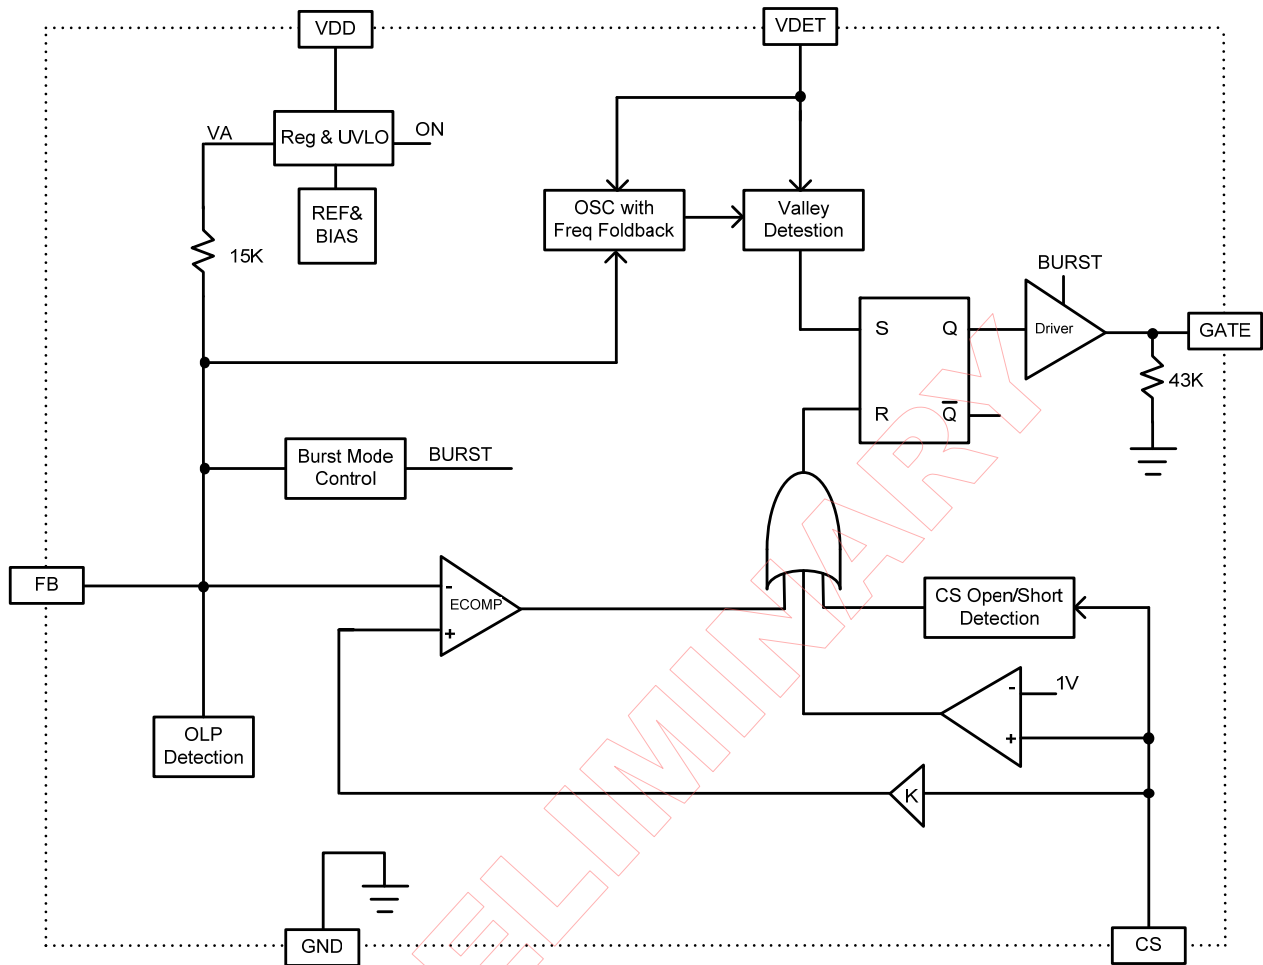 VDD
VDET
VA
Reg & UVLO
ON
REF&
BIAS
15K
OSC with
Freq Foldback
Valley
Detestion
BURST
S
Q
Driver
GATE
R
Q
43K
Burst Mode
Control
BURST
FB
-
ECOMP
+
CS Open/Short
Detection
-
1V
+
OLP
Detection
K
GND
CS
ELIMINARY